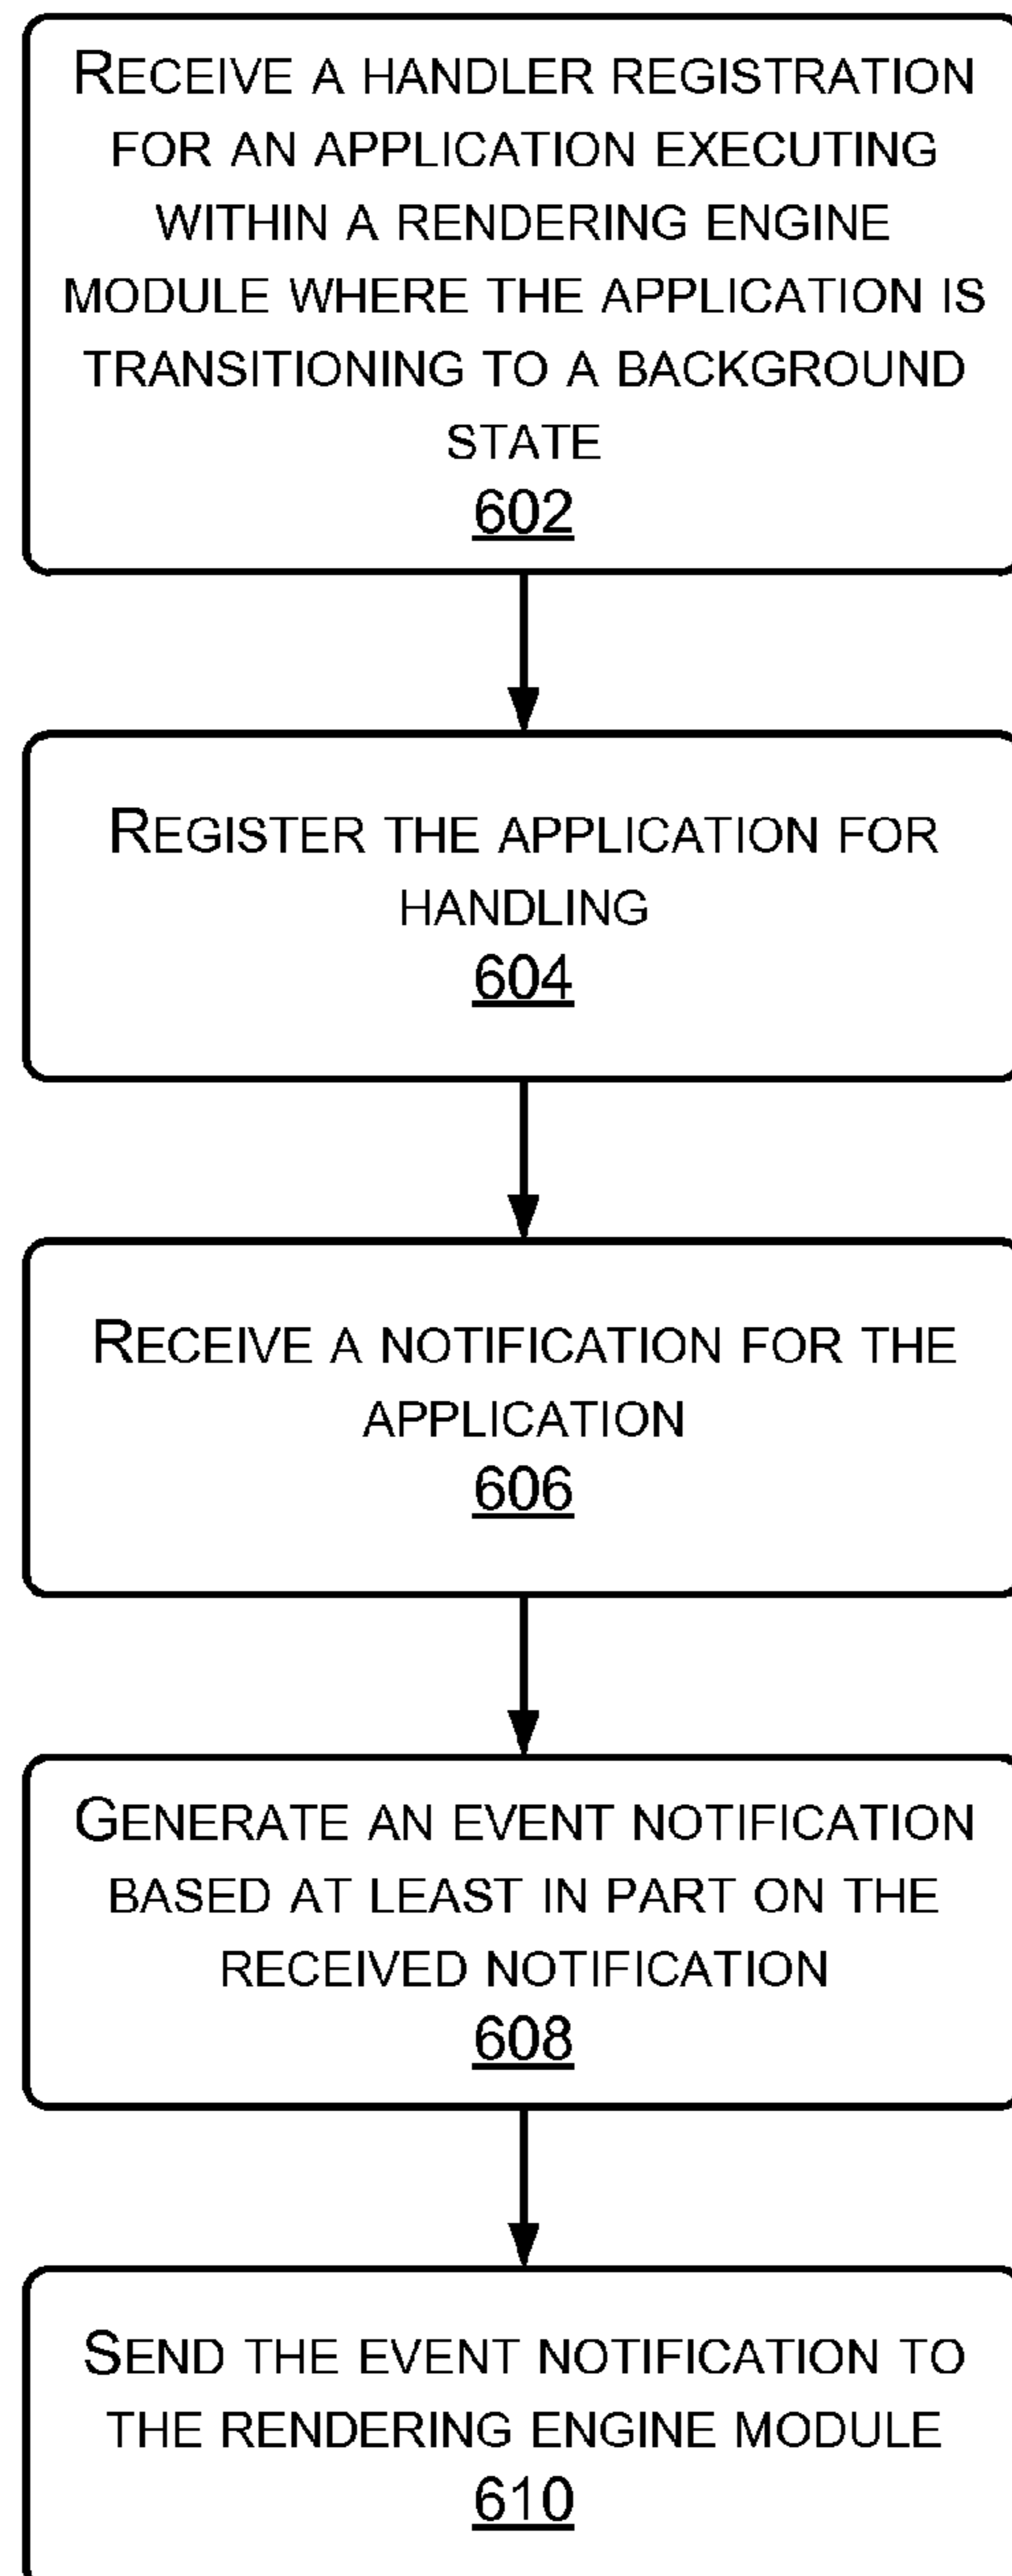 RECEIVE A HANDLER REGISTRATION
FOR AN APPLICATION EXECUTING
WITHIN A RENDERING ENGINE
MODULE WHERE THE APPLICATION IS
TRANSITIONING TO A BACKGROUND
STATE
602
REGISTER THE APPLICATION FOR
HANDLING
604
RECEIVE A NOTIFICATION FOR THE
APPLICATION
606
GENERATE AN EVENT NOTIFICATION
BASED AT LEAST IN PART ON THE
RECEIVED NOTIFICATION
608
SEND THE EVENT NOTIFICATION TO
THE RENDERING ENGINE MODULE
610